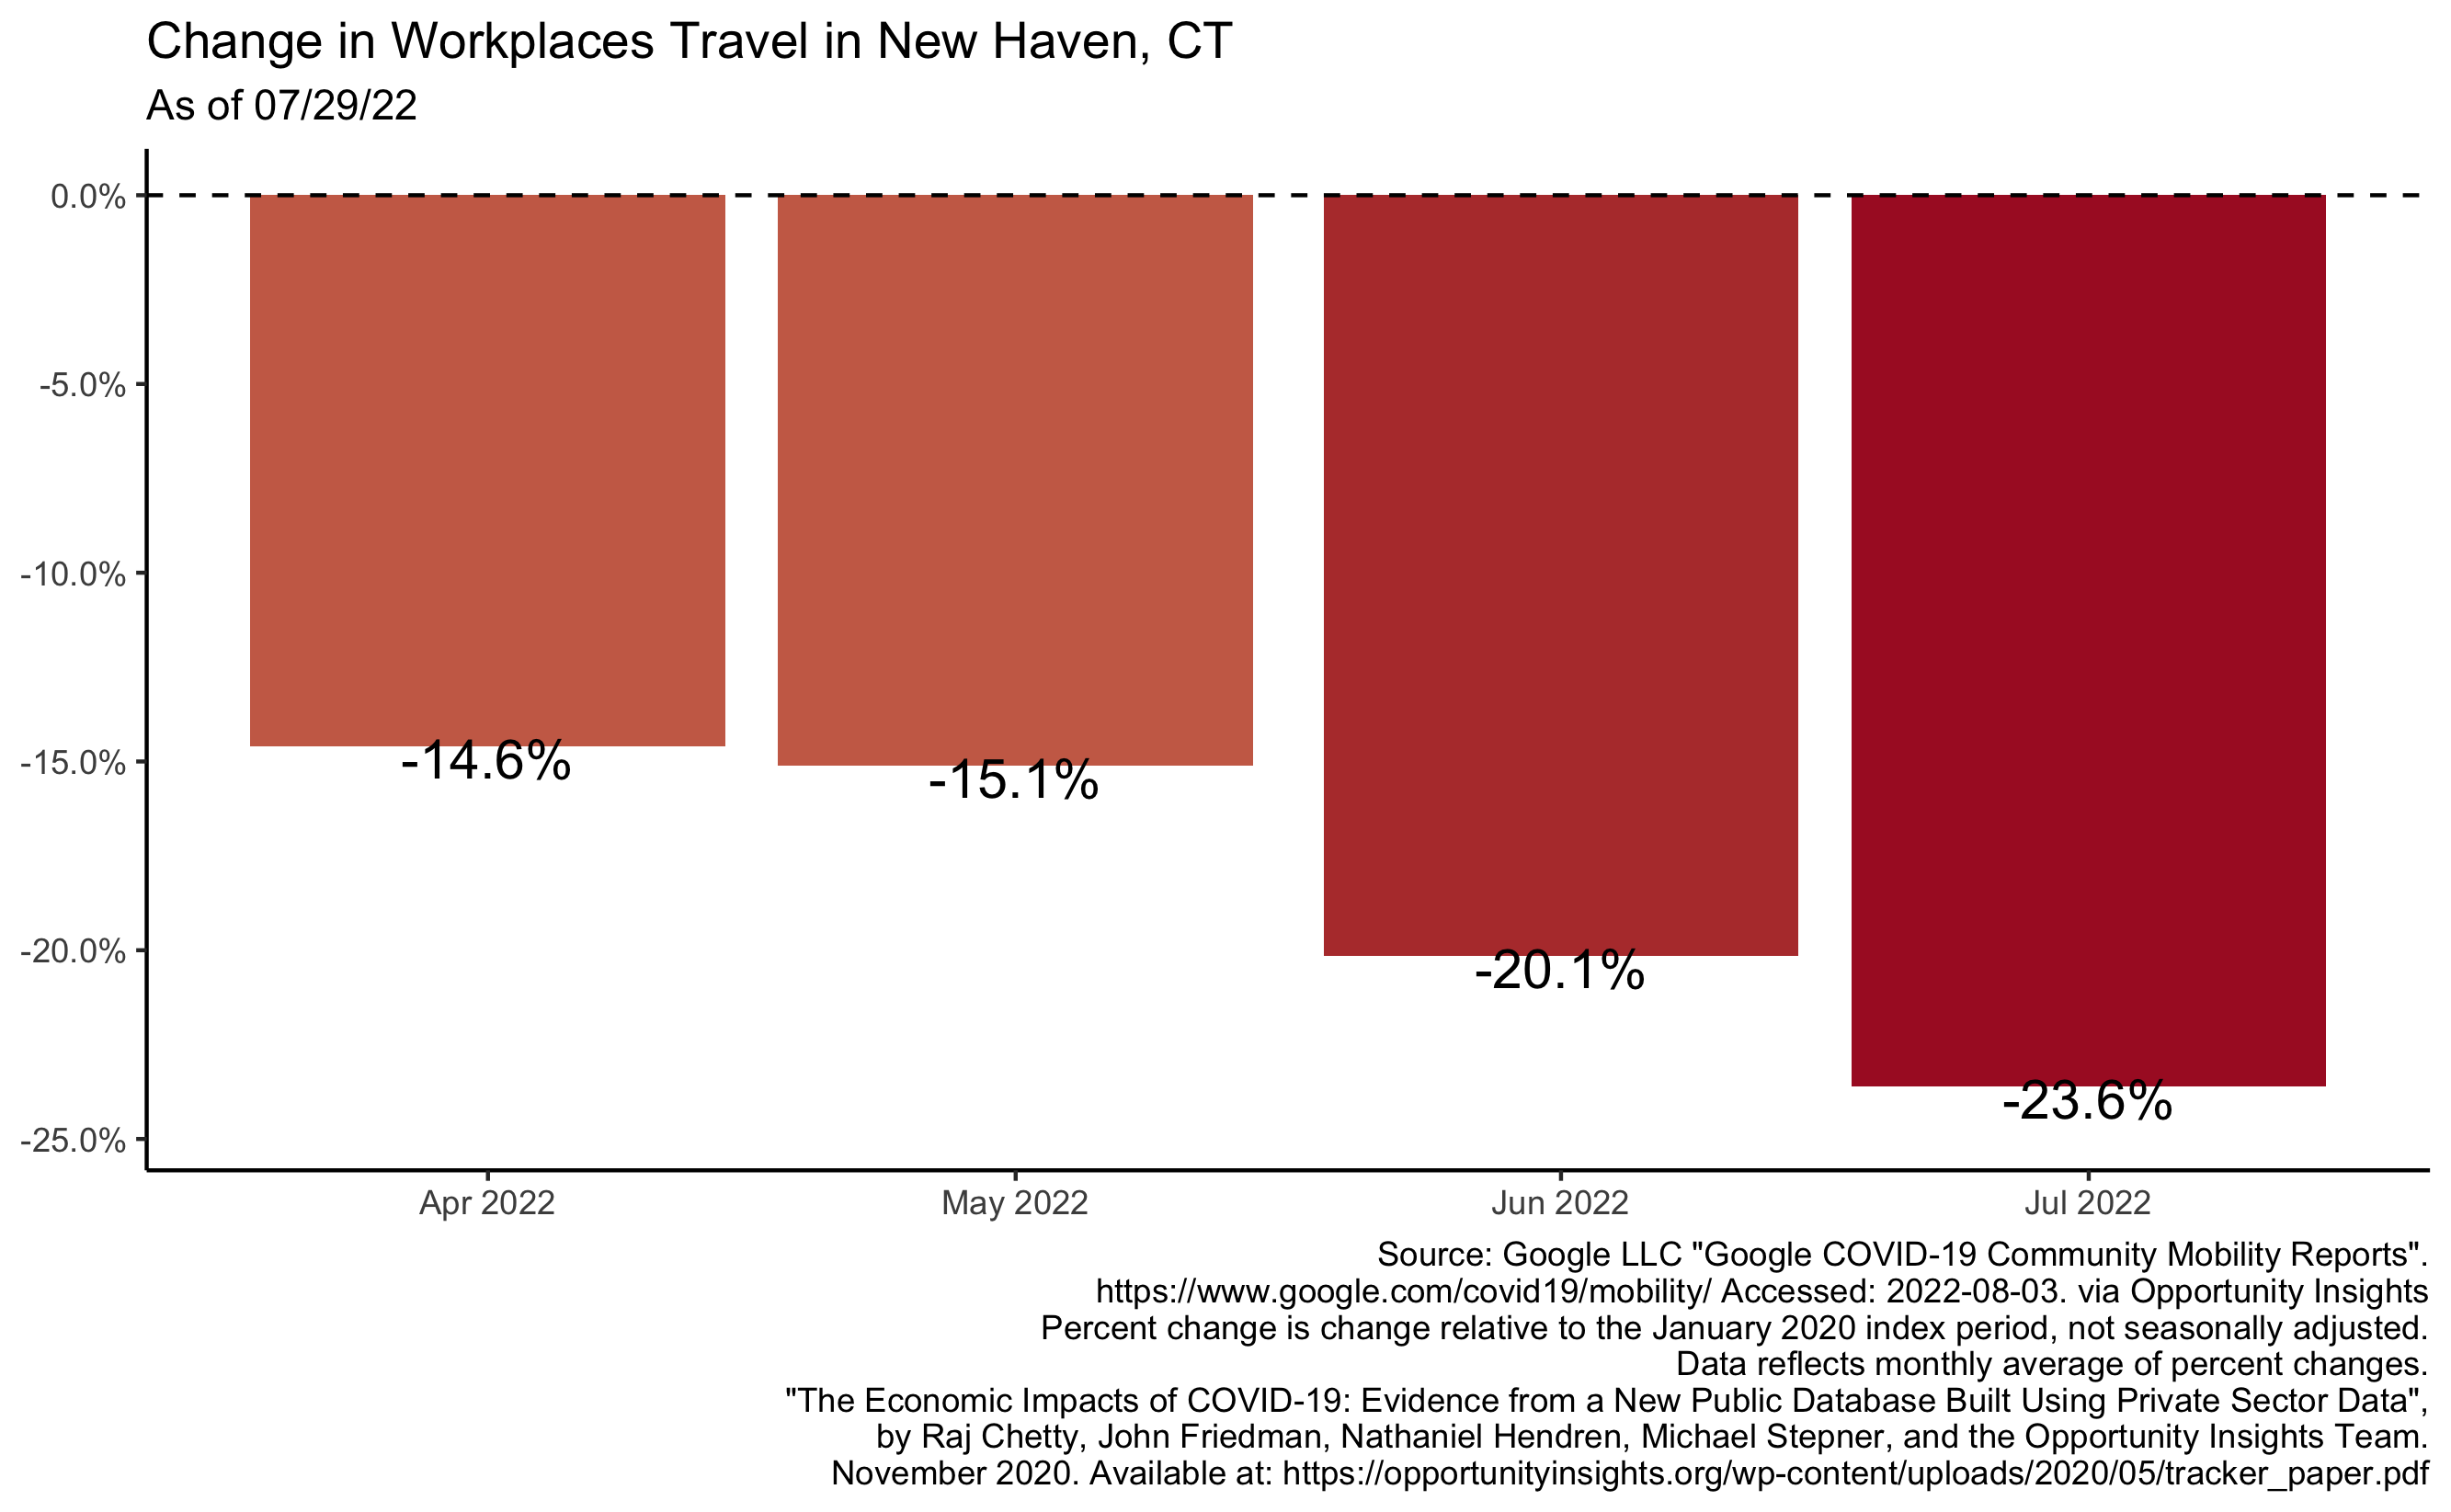 Change in Workplaces Travel in New Haven, CT
As of 07/29/22
0.0%
-5.0%
-10.0%
-15.0%
-20.0%
-25.0%
-14.6%
-15.1%
-20.1%
-23.6%
Apr 2022
May 2022
Jun 2022
Jul 2022
Source: Google LLC "Google COVID-19 Community Mobility Reports".
https://www.google.com/covid19/mobility/ Accessed: 2022-08-03. via Opportunity Insights
Percent change is change relative to the January 2020 index period, not seasonally adjusted.
Data reflects monthly average of percent changes.
"The Economic Impacts of COVID-19: Evidence from a New Public Database Built Using Private Sector Data",
by Raj Chetty, John Friedman, Nathaniel Hendren, Michael Stepner, and the Opportunity Insights Team.
November 2020. Available at: https://opportunityinsights.org/wp-content/uploads/2020/05/tracker_paper.pdf